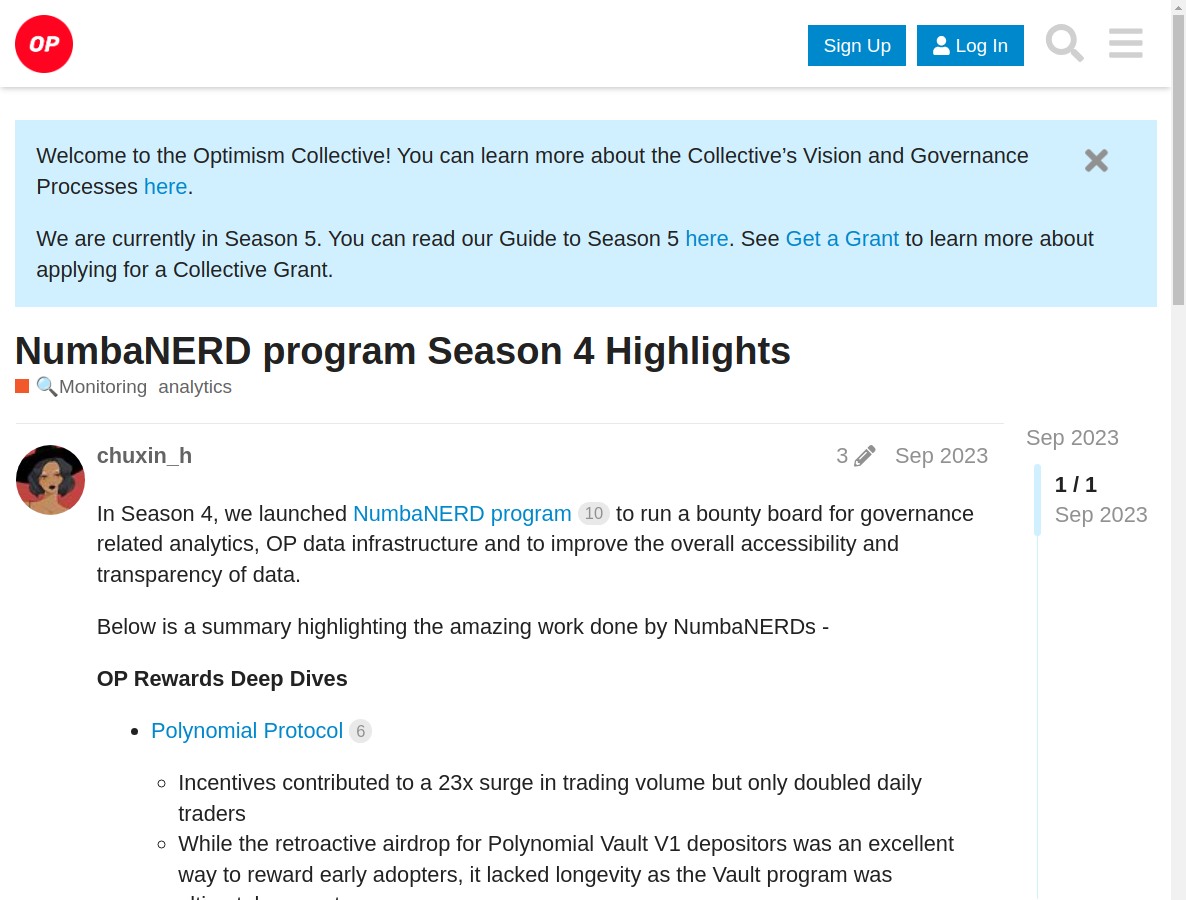 OP
Sign Up
Log In
Welcome to the Optimism Collective! You can learn more about the Collective’s Vision and Governance
Processes here.
We are currently in Season 5. You can read our Guide to Season 5 here. See Get a Grant to learn more about
applying for a Collective Grant.
NumbaNERD program Season 4 Highlights
🔍Monitoring analytics
Sep 2023
chuxin_h
3
Sep 2023
1 / 1
Sep 2023
In Season 4, we launched NumbaNERD program 10 to run a bounty board for governance
related analytics, OP data infrastructure and to improve the overall accessibility and
transparency of data.
Below is a summary highlighting the amazing work done by NumbaNERDs -
OP Rewards Deep Dives
Polynomial Protocol 6
Incentives contributed to a 23x surge in trading volume but only doubled daily
traders
While the retroactive airdrop for Polynomial Vault V1 depositors was an excellent
way to reward early adopters, it lacked longevity as the Vault program was